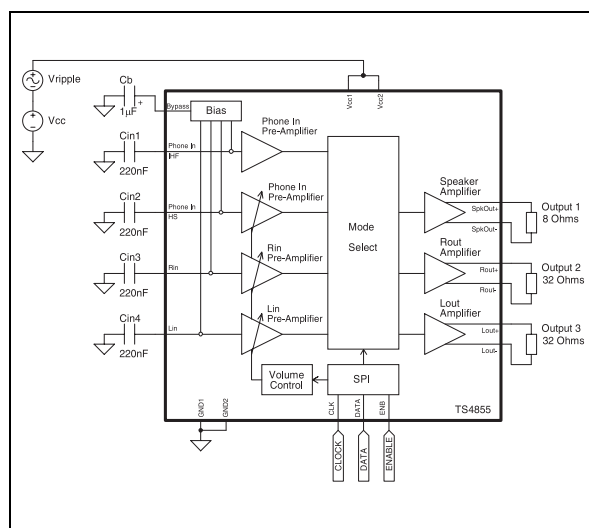 Vripple
Vcc
Cb
1µF
+
Bypass
Bias
Vcc1
Vcc2
Cin1
220nF
Phone In
IHF
Phone In
Pre-Amplifier
Cin2
220nF
Phone In
HS
Phone In
Pre-Amplifier
Mode
Select
Speaker
Amplifier
SpkOut+
SpkOut-
Output 1
8 Ohms
Cin3
220nF
Rin
Rin
Pre-Amplifier
Rout
Amplifier
Rout+
Rout-
Output 2
32 Ohms
Cin4
220nF
Lin
Lin
Pre-Amplifier
Lout
Amplifier
Lout+
Lout-
Output 3
32 Ohms
Volume
Control
SPI
GND1
GND2
CLK
DATA
ENB
TS4855
CLOCK
DATA
ENABLE